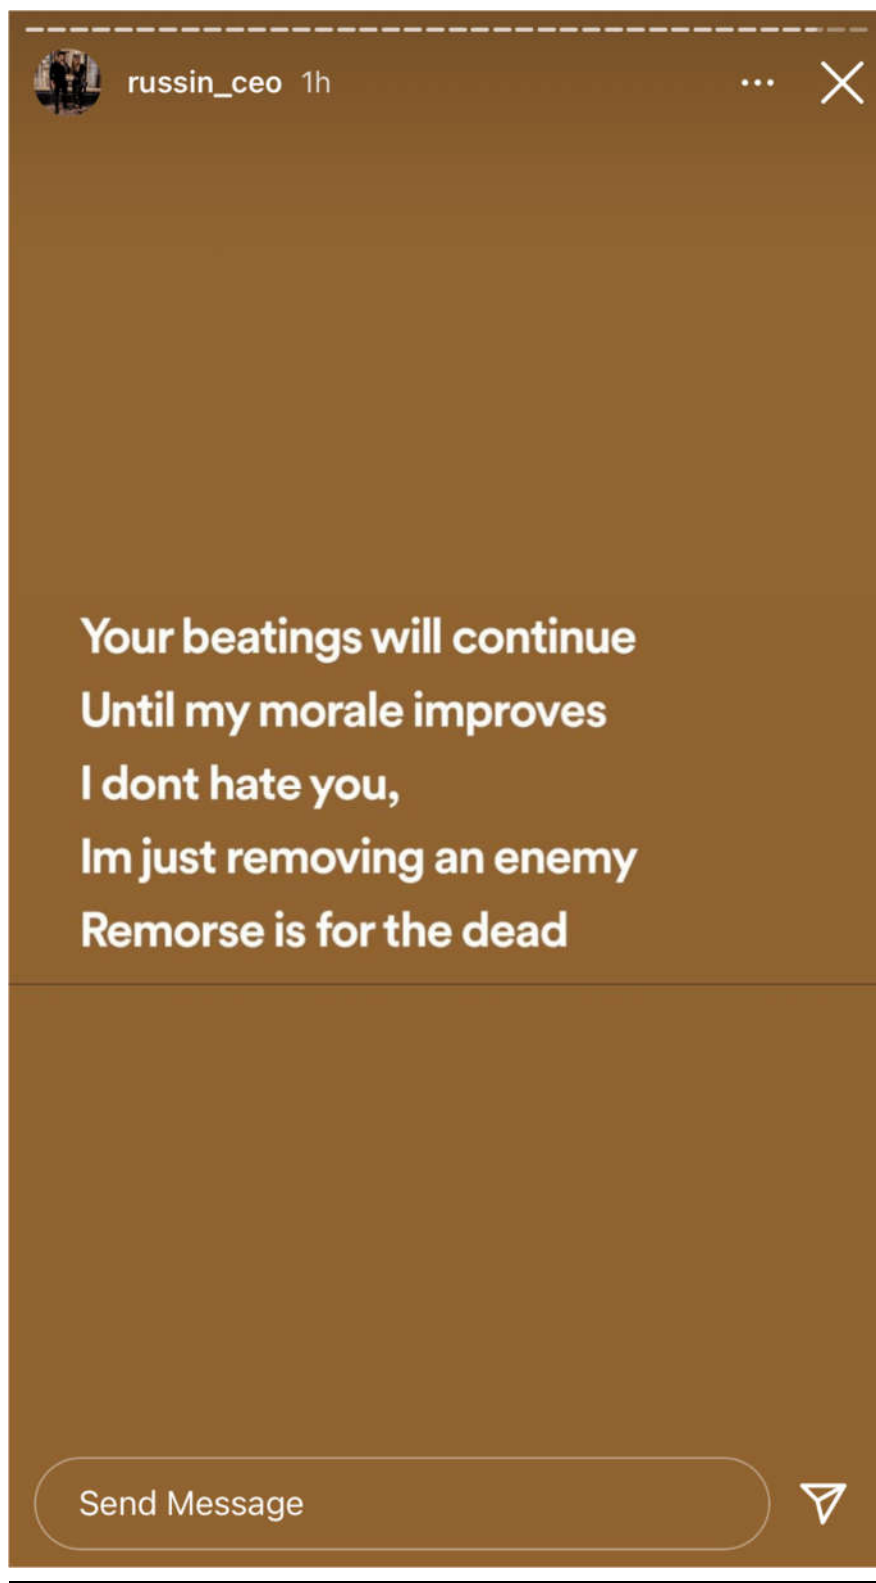 russin_ceo 1h
Your beatings will continue
Until my morale improves
I dont hate you,
Im just removing an enemy
Remorse is for the dead
Send Message